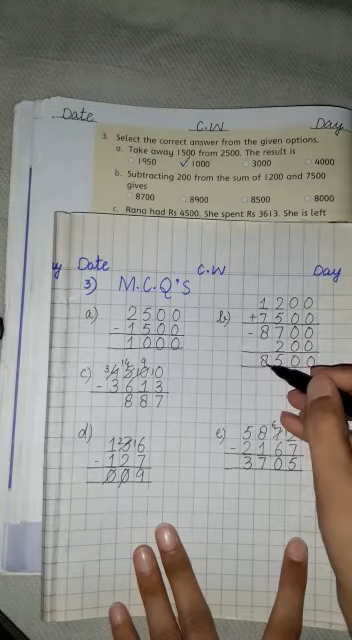 Date C.W Day
3. Select the correct answer from the given options.
a. Take away 1500 from 2500. The result is
1950 ✓1000 3000 4000
b. Subtracting 200 from the sum of 1200 and 7500
gives
8700 8900 8500 8000
c. Rana had Rs 4500. She spent Rs 3613. She is left
y Date C.W Day
3) M.C.Q'S
a) 2500
- 1500
1000
b) 1200
+7500
- 8700
200
8500
c)
- 3613
887
d)
- 127
009
e)
- 2167
3705